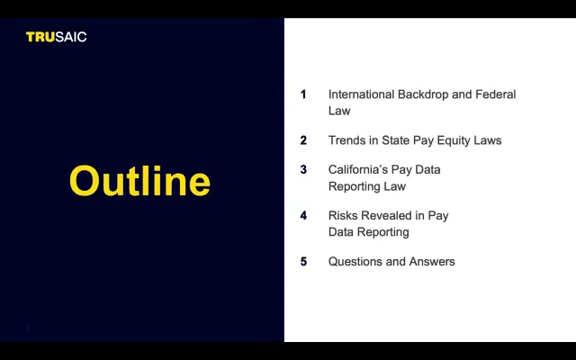 TRUSAIC
Outline
1 International Backdrop and Federal
Law
2 Trends in State Pay Equity Laws
3 California's Pay Data
Reporting Law
4 Risks Revealed in Pay
Data Reporting
5 Questions and Answers